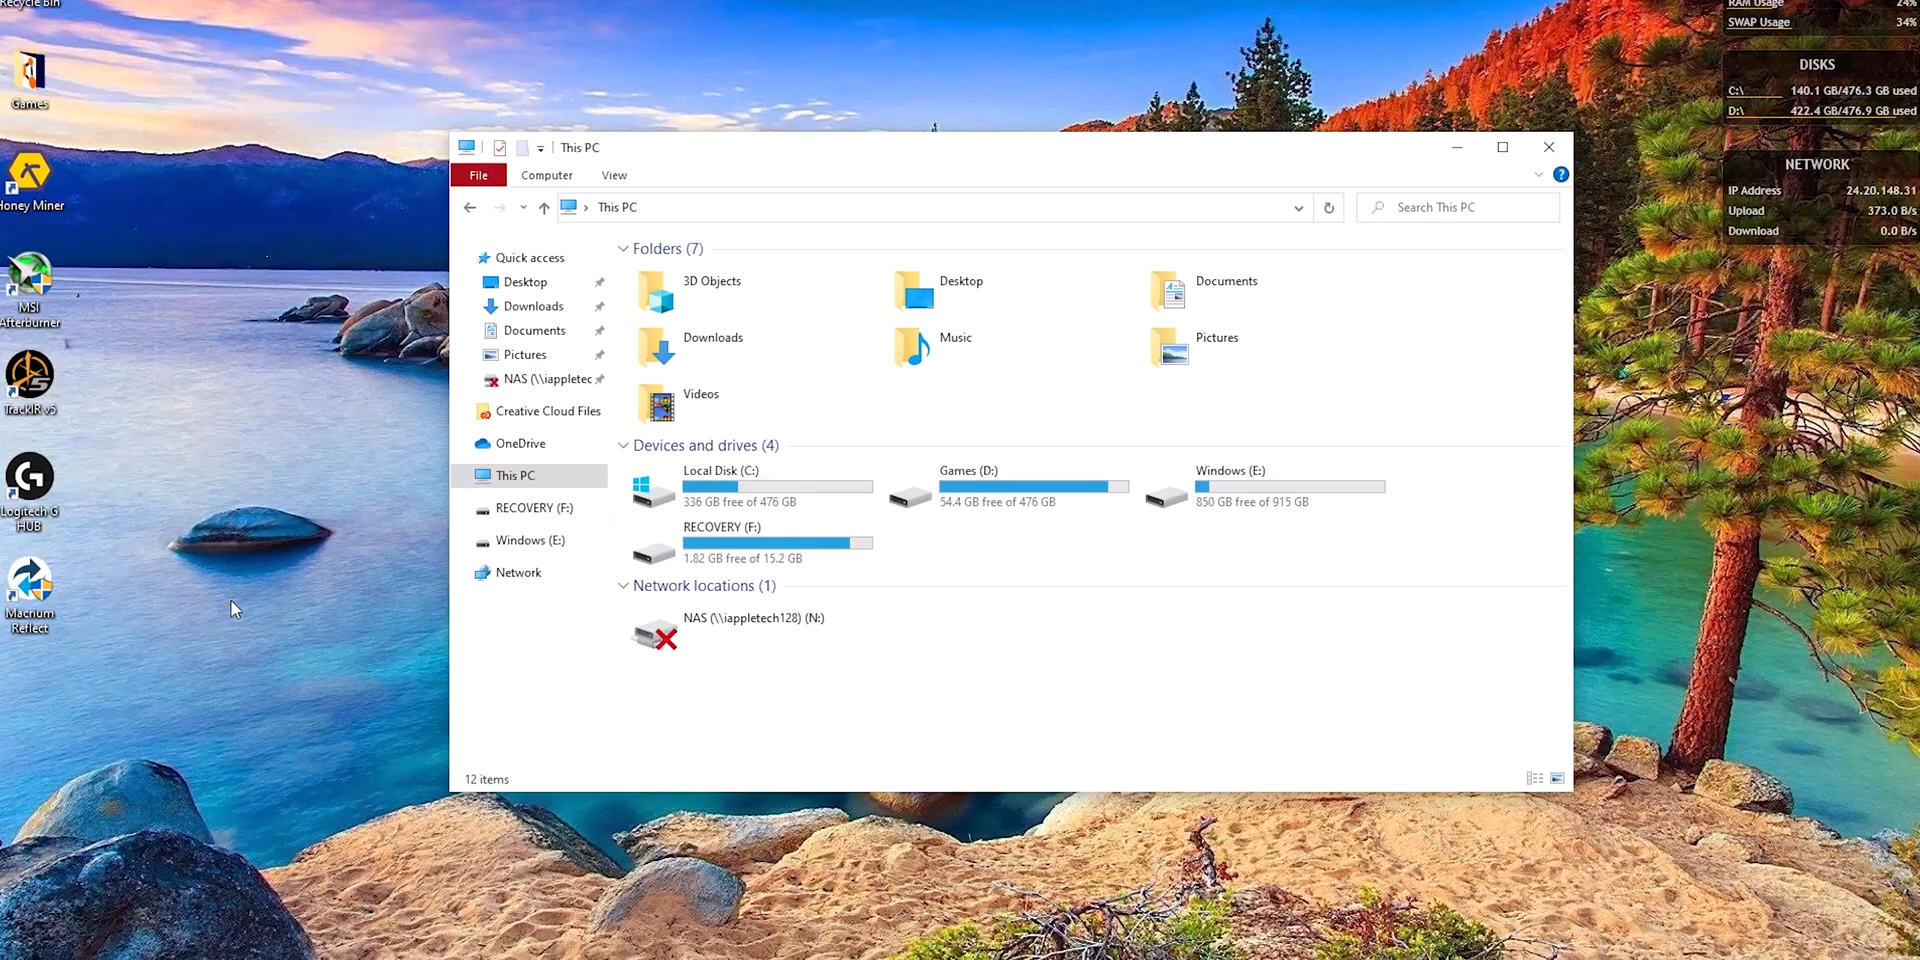 Recycle Bin
Games
Honey Miner
MSI
Afterburner
TrackIR v5
Logitech G
HUB
Macrium
Reflect
This PC
File
Computer
View
This PC
Search This PC
Quick access
Desktop
Downloads
Documents
Pictures
NAS (\\iappletec
Creative Cloud Files
OneDrive
This PC
RECOVERY (F:)
Windows (E:)
Network
Folders (7)
3D Objects
Desktop
Documents
Downloads
Music
Pictures
Videos
Devices and drives (4)
Local Disk (C:)
336 GB free of 476 GB
Games (D:)
54.4 GB free of 476 GB
Windows (E:)
850 GB free of 915 GB
RECOVERY (F:)
1.82 GB free of 15.2 GB
Network locations (1)
NAS (\\iappletech128) (N:)
12 items
RAM Usage 24%
SWAP Usage 34%
DISKS
C:\ 140.1 GB/476.3 GB used
D:\ 422.4 GB/476.9 GB used
NETWORK
IP Address 24.20.148.31
Upload 373.0 B/s
Download 0.0 B/s